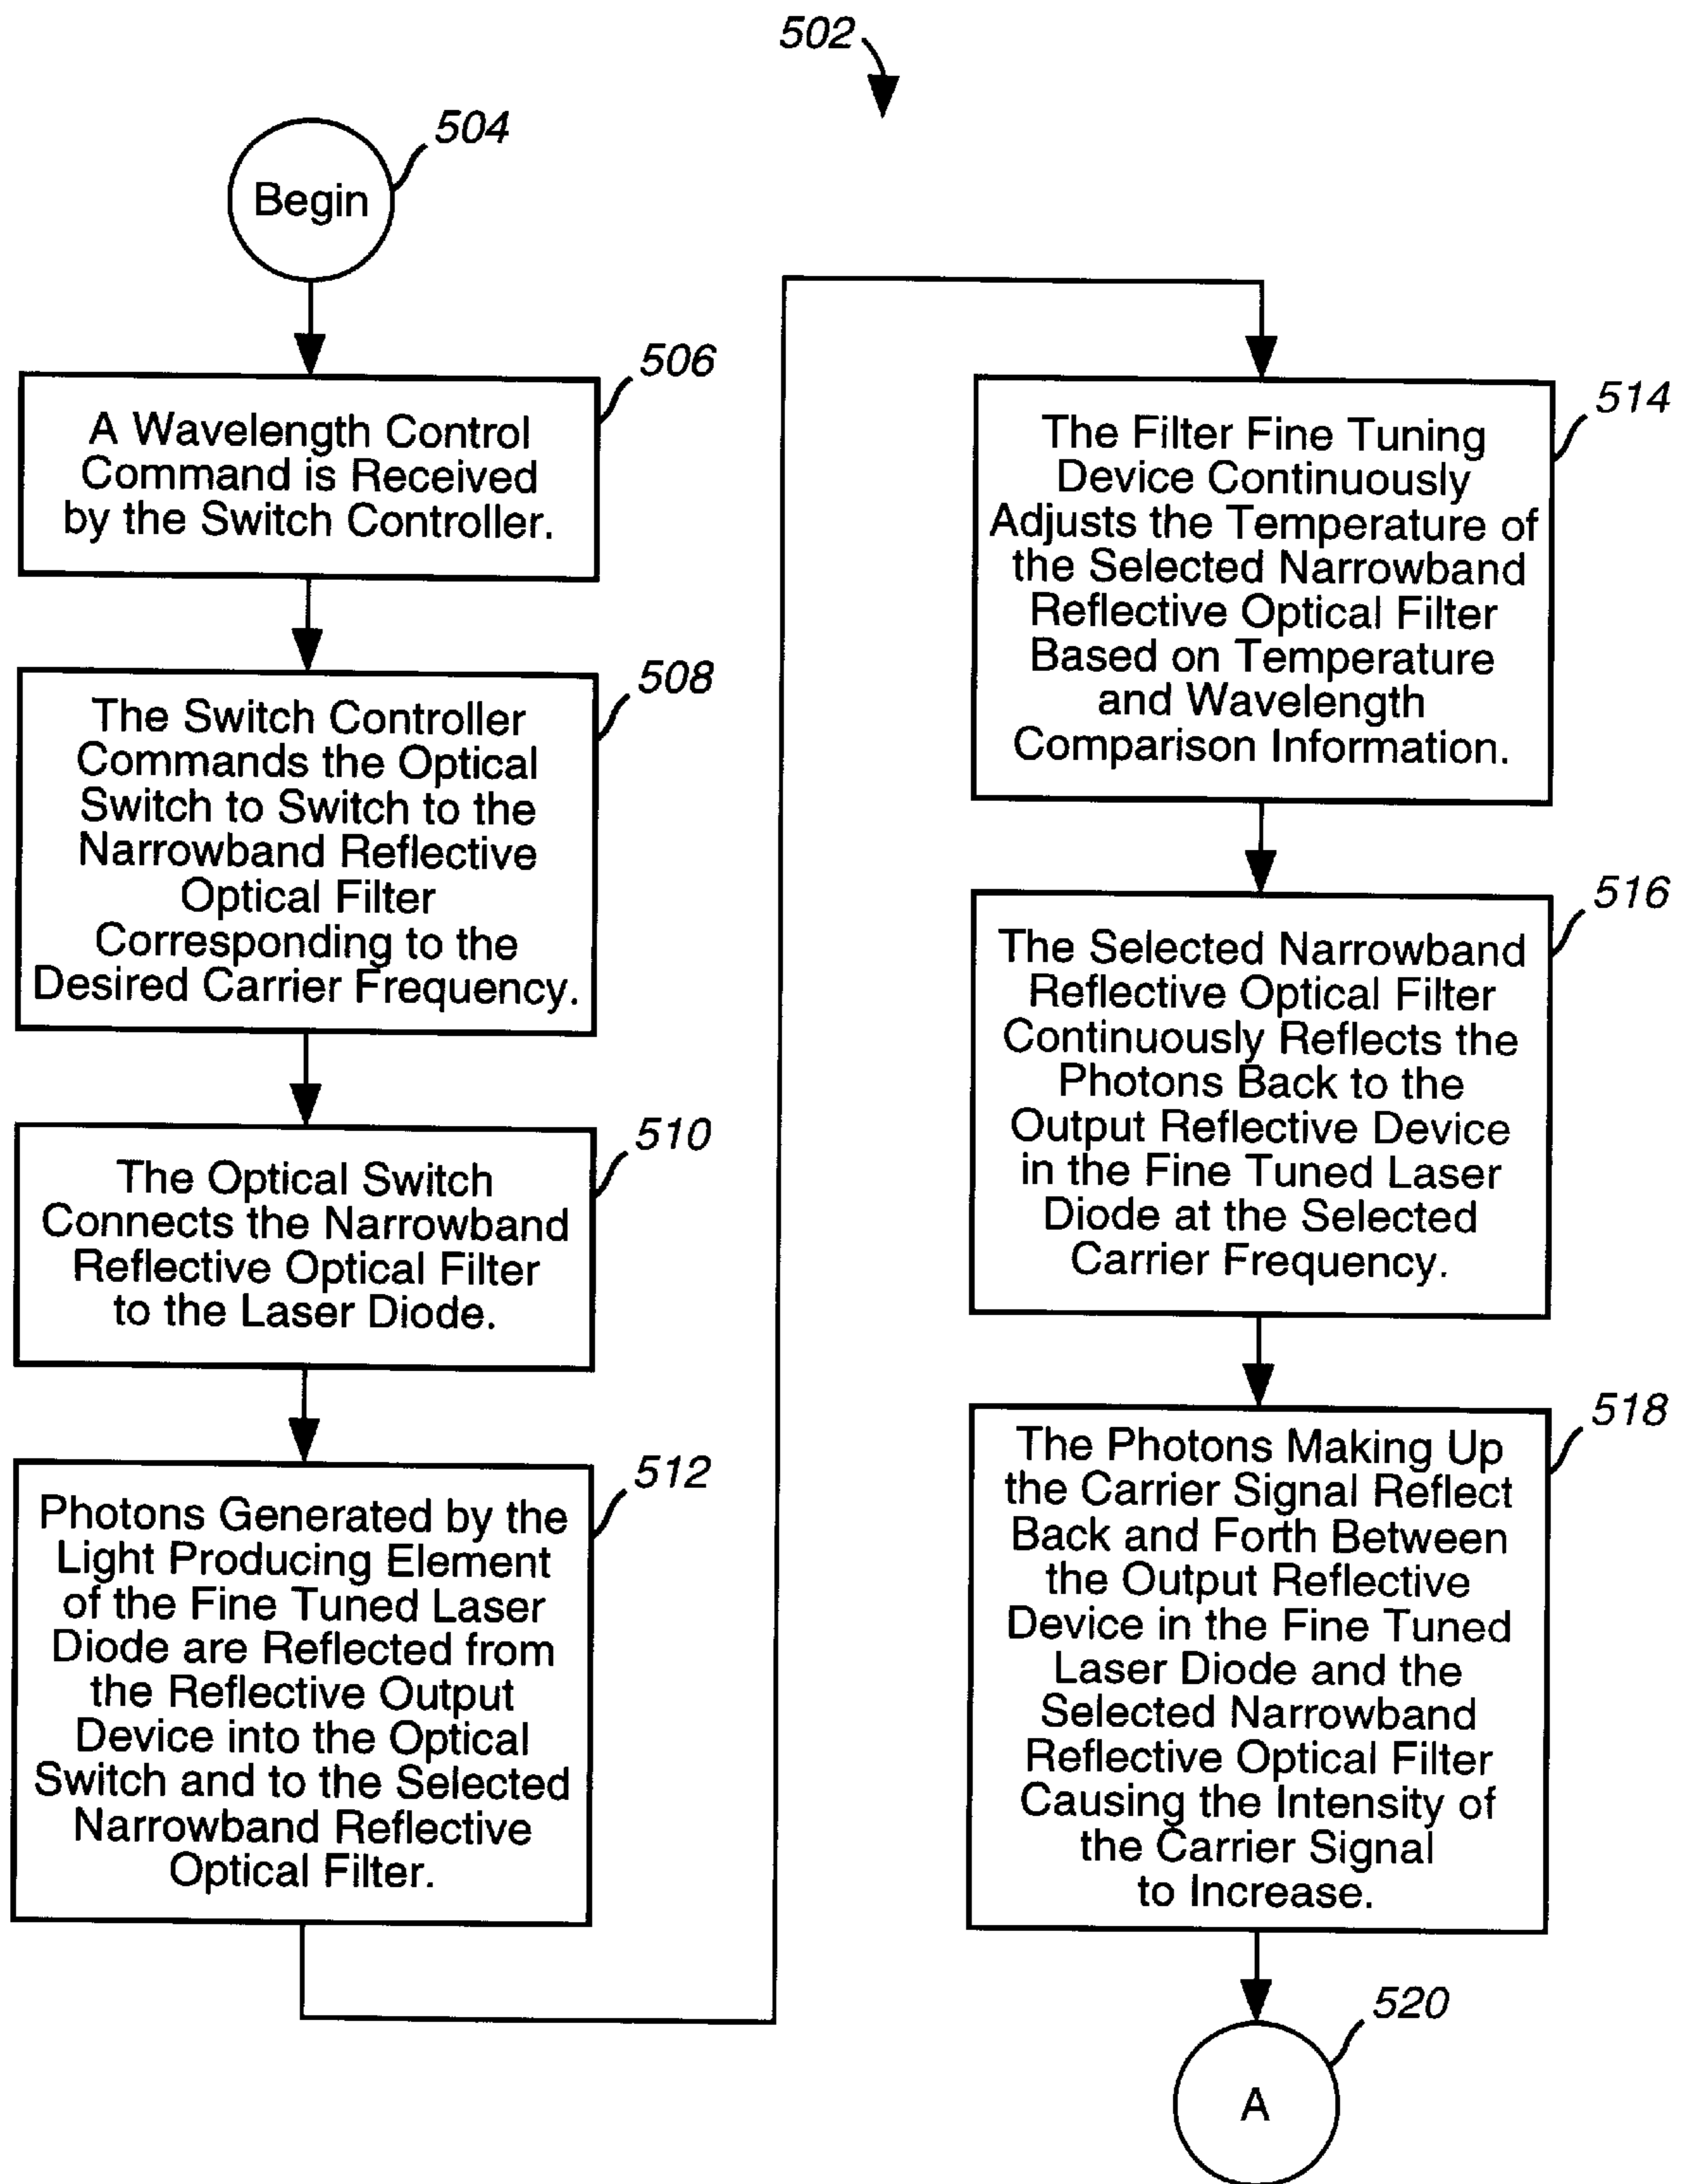 502
504
Begin
506
A Wavelength Control
Command is Received
by the Switch Controller.
508
The Switch Controller
Commands the Optical
Switch to Switch to the
Narrowband Reflective
Optical Filter
Corresponding to the
Desired Carrier Frequency.
510
The Optical Switch
Connects the Narrowband
Reflective Optical Filter
to the Laser Diode.
512
Photons Generated by the
Light Producing Element
of the Fine Tuned Laser
Diode are Reflected from
the Reflective Output
Device into the Optical
Switch and to the Selected
Narrowband Reflective
Optical Filter.
514
The Filter Fine Tuning
Device Continuously
Adjusts the Temperature of
the Selected Narrowband
Reflective Optical Filter
Based on Temperature
and Wavelength
Comparison Information.
516
The Selected Narrowband
Reflective Optical Filter
Continuously Reflects the
Photons Back to the
Output Reflective Device
in the Fine Tuned Laser
Diode at the Selected
Carrier Frequency.
518
The Photons Making Up
the Carrier Signal Reflect
Back and Forth Between
the Output Reflective
Device in the Fine Tuned
Laser Diode and the
Selected Narrowband
Reflective Optical Filter
Causing the Intensity of
the Carrier Signal
to Increase.
520
A